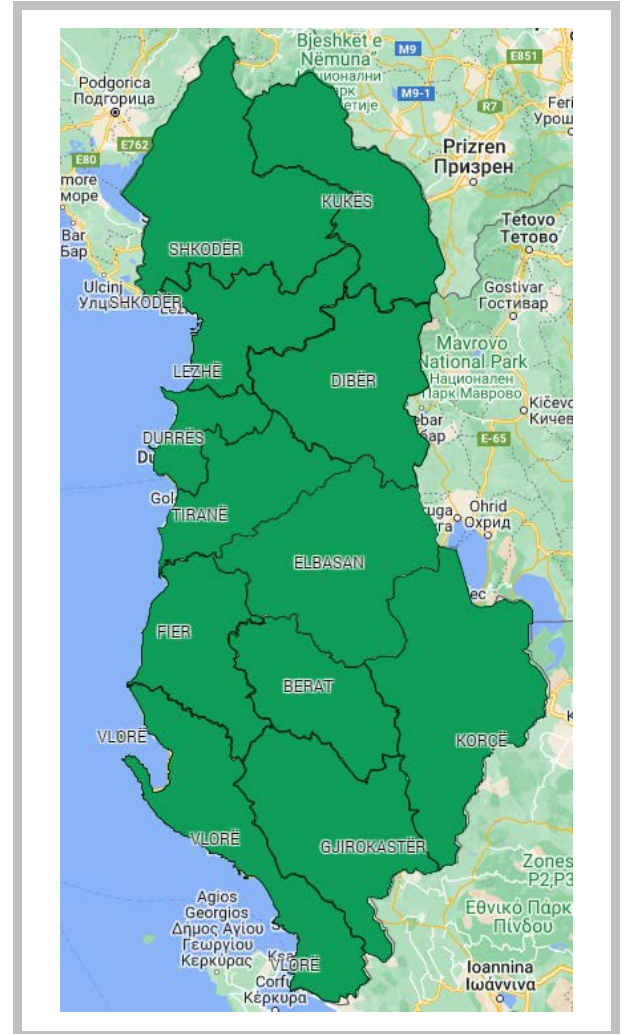 Bjeshkët e
Nëmuna
M9
E851
Podgorica
Подгорица
M9-1
R7
E762
E80
Prizren
Призрен
more
море
KUKËS
Tetovo
Тетово
Bar
Бар
SHKODËR
Ulcinj
SHKODËR
Gostivar
Гостивар
Mavrovo
National Park
Национален
Парк Маврово
LEZHË
DIBËR
Kičevo
Кичев
DURRËS
E-65
TIRANË
Ohrid
Охрид
ELBASAN
FIER
BERAT
VLORË
KORÇË
VLORË
GJIROKASTËR
Zones
P2,P3
Εθνικό Πάρκ
Πίνδου
Agios
Georgios
Δήμος Αγίου
Γεωργίου
Κερκύρας
VLORË
Corfu
Κέρκυρα
Ioannina
Ιωάννινα